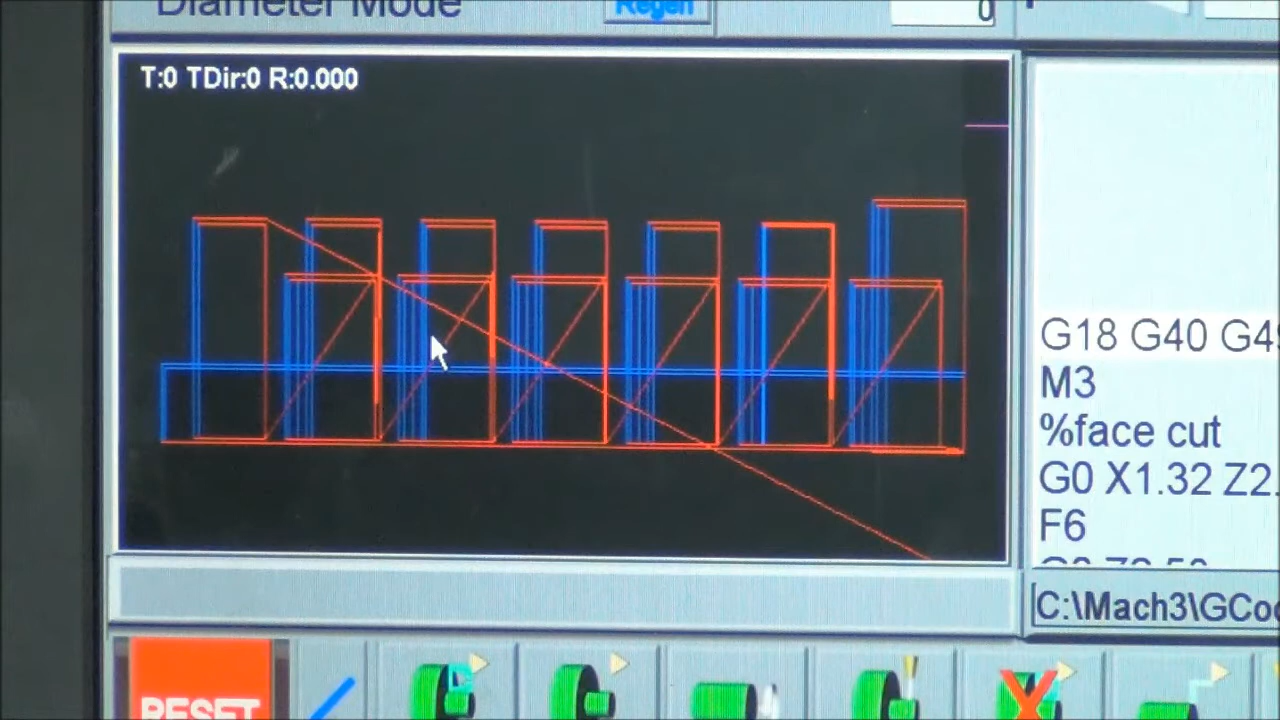 Diameter Mode
Regen
0
T:0 TDir:0 R:0.000
G18 G40 G4
M3
%face cut
G0 X1.32 Z2.
F6
C:\Mach3\GCo
RESET